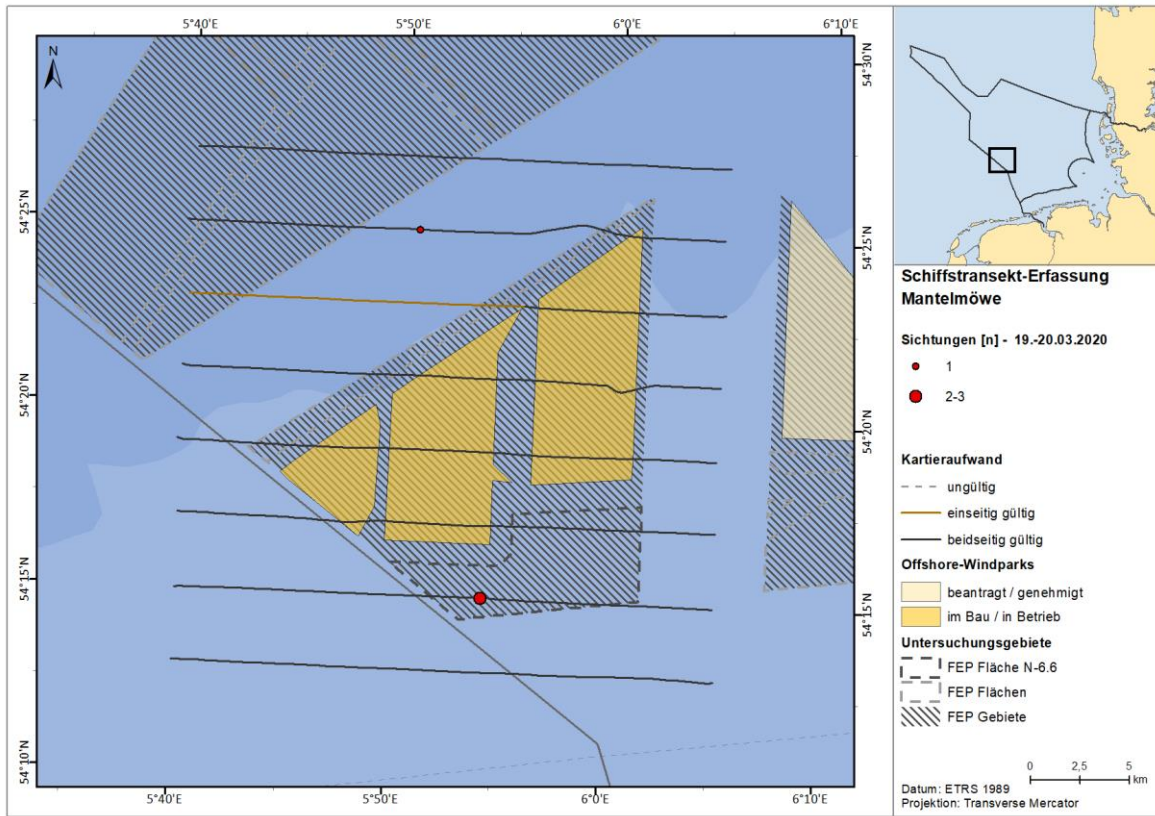 5°40'E 5°50'E 6°0'E 6°10'E
N
54°30'N
54°25'N
54°25'N
54°20'N
54°20'N
54°15'N
54°15'N
54°10'N
5°40'E 5°50'E 6°0'E 6°10'E
Schiffstransekt-Erfassung
Mantelmöwe
Sichtungen [n] - 19.-20.03.2020
1
2-3
Kartieraufwand
ungültig
einseitig gültig
beidseitig gültig
Offshore-Windparks
beantragt / genehmigt
im Bau / in Betrieb
Untersuchungsgebiete
FEP Fläche N-6.6
FEP Flächen
FEP Gebiete
0 2,5 5
km
Datum: ETRS 1989
Projektion: Transverse Mercator